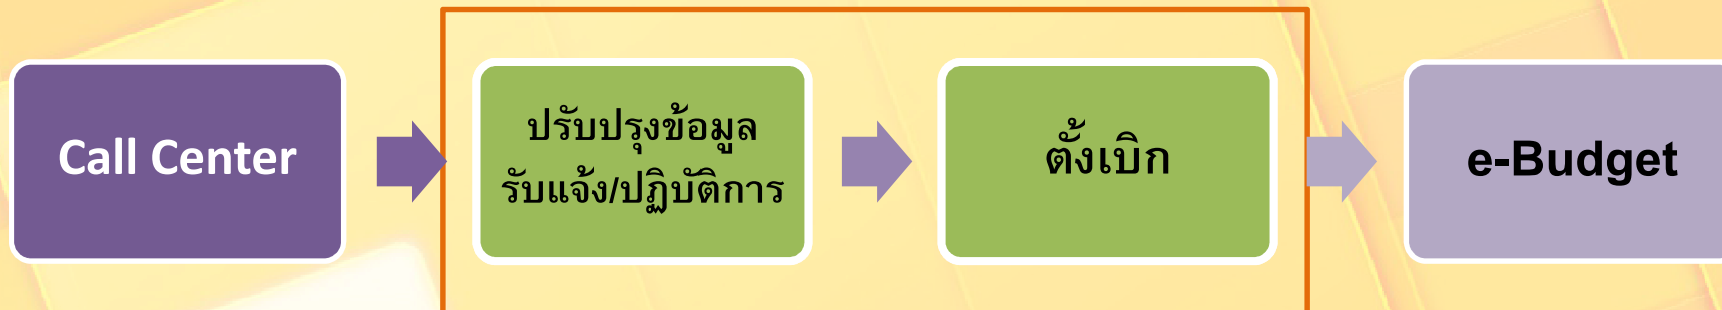 Call Center
ปรับปรุงข้อมูล
รับแจ้ง/ปฏิบัติการ
ตั้งเบิก
e-Budget